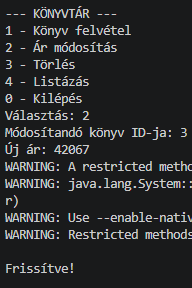 --- KÖNYVTÁR ---
1 - Könyv felvétel
2 - Ár módosítás
3 - Törlés
4 - Listázás
0 - Kilépés
Választás: 2
Módosítandó könyv ID-ja: 3
Új ár: 42067
WARNING: A restricted metho
WARNING: java.lang.System::
r)
WARNING: Use --enable-nativ
WARNING: Restricted methods
Frissítve!